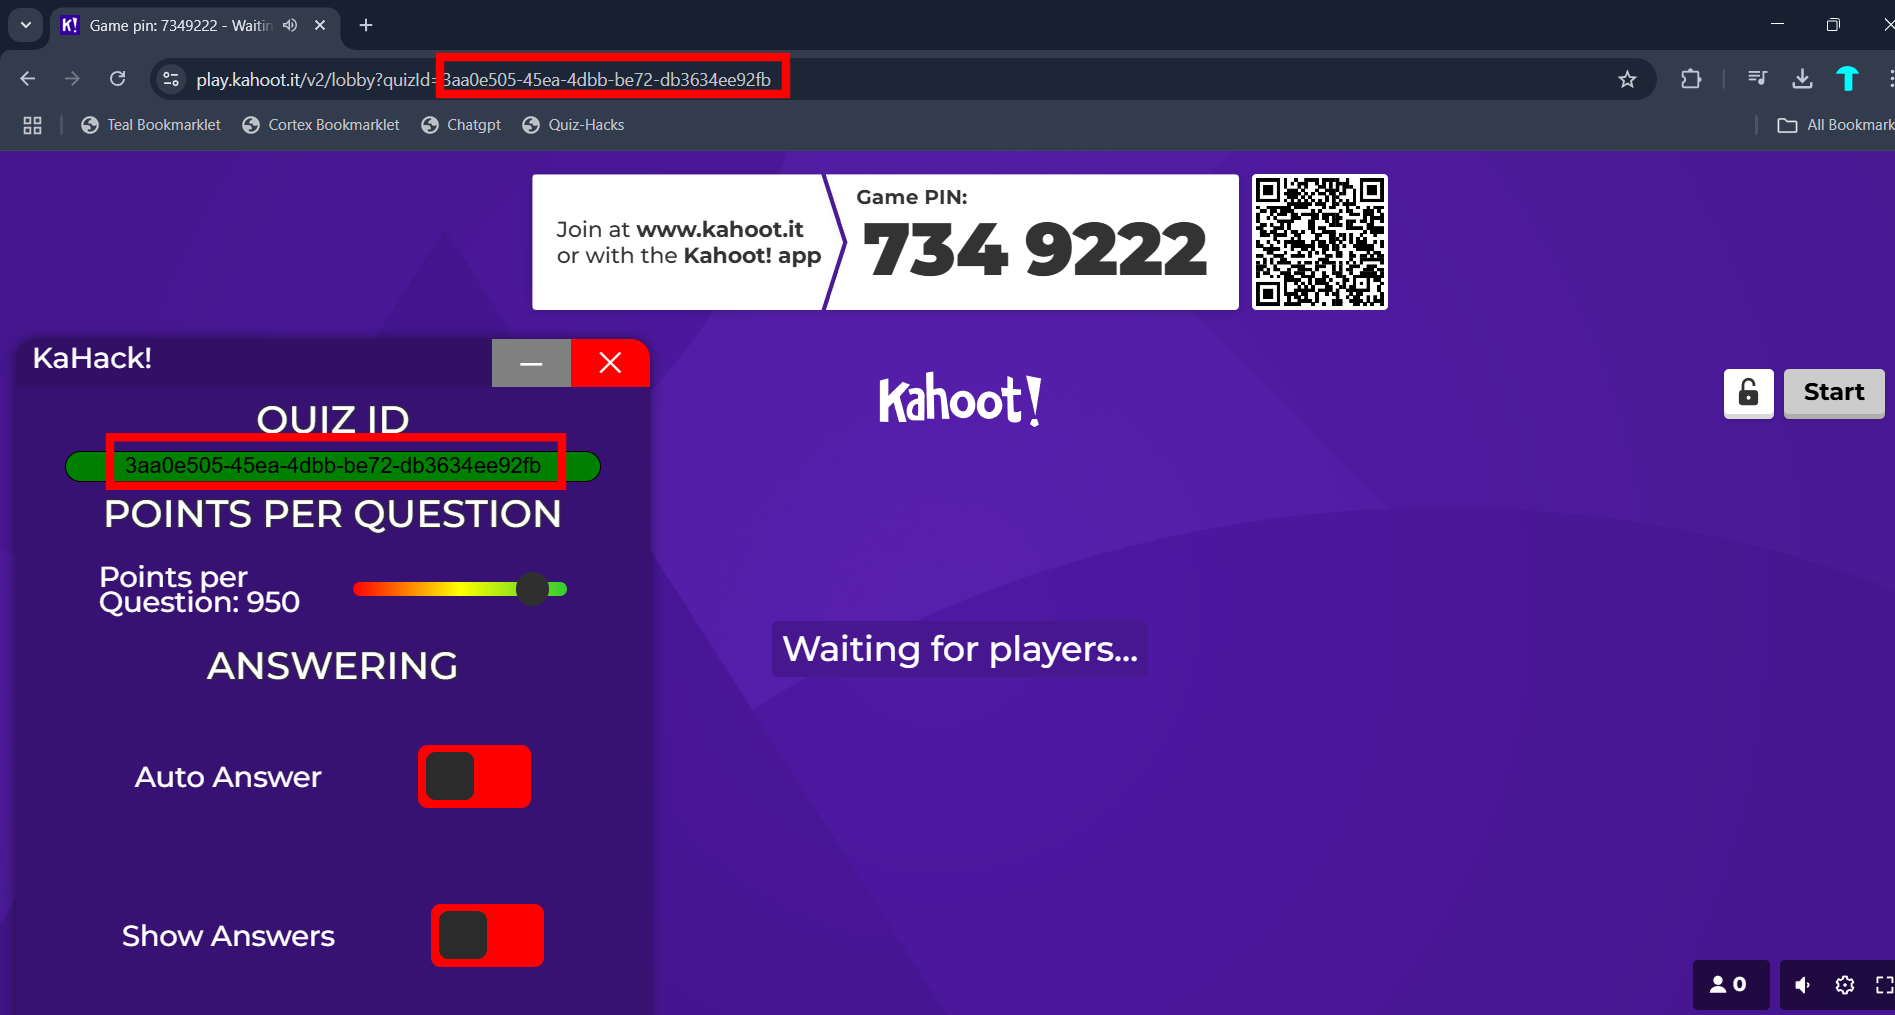 Game pin: 7349222 - Waitin
play.kahoot.it/v2/lobby?quizId=3aa0e505-45ea-4dbb-be72-db3634ee92fb
Teal Bookmarklet
Cortex Bookmarklet
Chatgpt
Quiz-Hacks
All Bookmark
Join at www.kahoot.it
or with the Kahoot! app
Game PIN:
734 9222
KaHack!
QUIZ ID
3aa0e505-45ea-4dbb-be72-db3634ee92fb
POINTS PER QUESTION
Points per
Question: 950
ANSWERING
Auto Answer
Show Answers
Kahoot!
Start
Waiting for players...
0